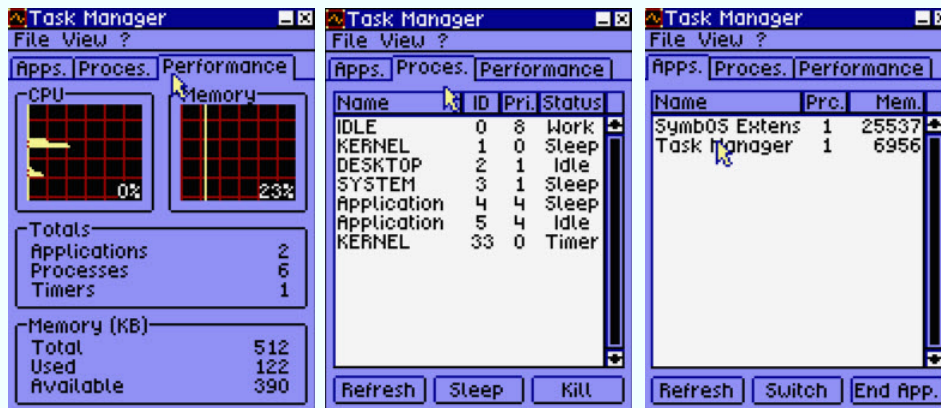 Task Manager
File View ?
Apps. Proces. Performance
CPU Memory
0% 23%
Totals
Applications 2
Processes 6
Timers 1
Memory (KB)
Total 512
Used 122
Available 390
Task Manager
File View ?
Apps. Proces. Performance
Name ID Pri. Status
IDLE 0 8 Work
KERNEL 1 0 Sleep
DESKTOP 2 1 Idle
SYSTEM 3 1 Sleep
Application 4 4 Sleep
Application 5 4 Idle
KERNEL 33 0 Timer
Refresh Sleep Kill
Task Manager
File View ?
Apps. Proces. Performance
Name Prc. Mem.
SymbOS Extens 1 25537
Task Manager 1 6956
Refresh Switch End App.